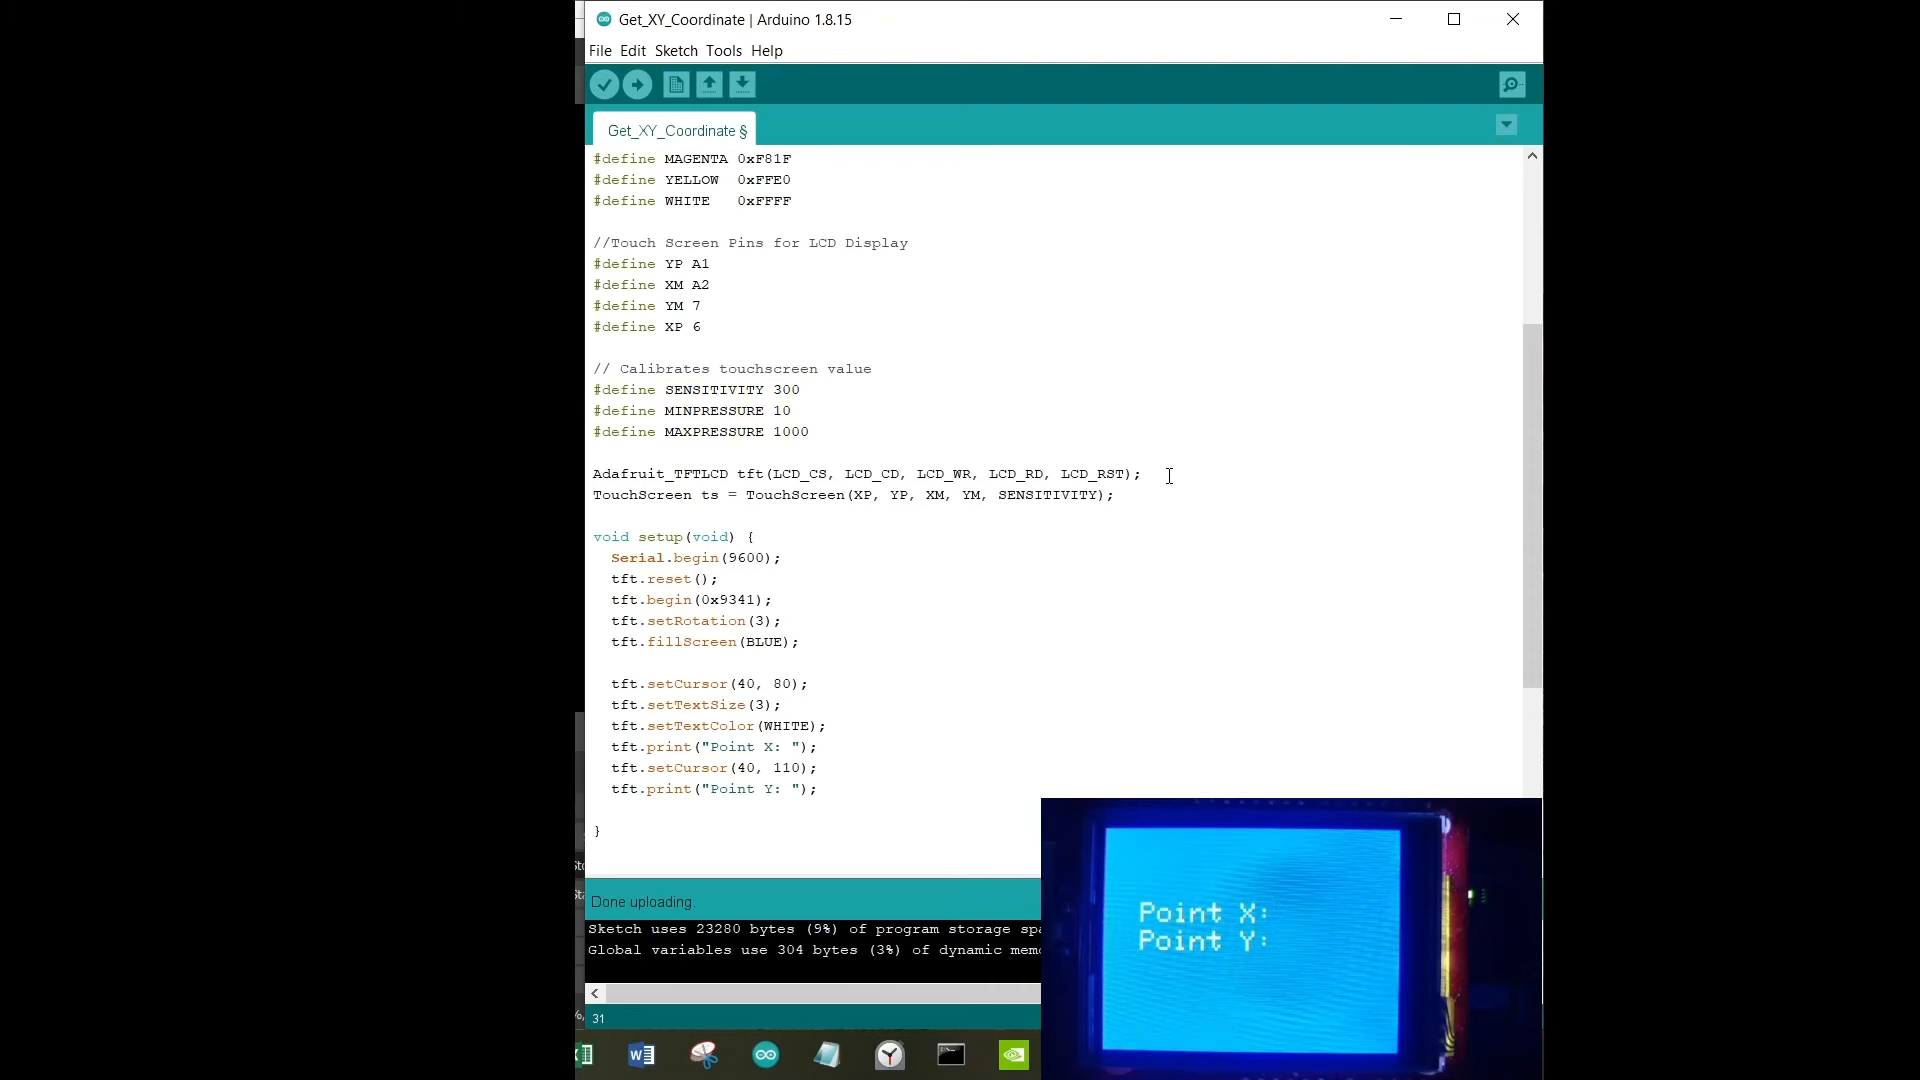 Get_XY_Coordinate | Arduino 1.8.15
File Edit Sketch Tools Help
Get_XY_Coordinate §
#define MAGENTA 0xF81F
#define YELLOW 0xFFE0
#define WHITE 0xFFFF
//Touch Screen Pins for LCD Display
#define YP A1
#define XM A2
#define YM 7
#define XP 6
// Calibrates touchscreen value
#define SENSITIVITY 300
#define MINPRESSURE 10
#define MAXPRESSURE 1000
Adafruit_TFTLCD tft(LCD_CS, LCD_CD, LCD_WR, LCD_RD, LCD_RST);
TouchScreen ts = TouchScreen(XP, YP, XM, YM, SENSITIVITY);
void setup(void) {
Serial.begin(9600);
tft.reset();
tft.begin(0x9341);
tft.setRotation(3);
tft.fillScreen(BLUE);
tft.setCursor(40, 80);
tft.setTextSize(3);
tft.setTextColor(WHITE);
tft.print("Point X: ");
tft.setCursor(40, 110);
tft.print("Point Y: ");
}
Done uploading.
Sketch uses 23280 bytes (9%) of program storage
Global variables use 304 bytes (3%) of dynamic
31
Point X:
Point Y: